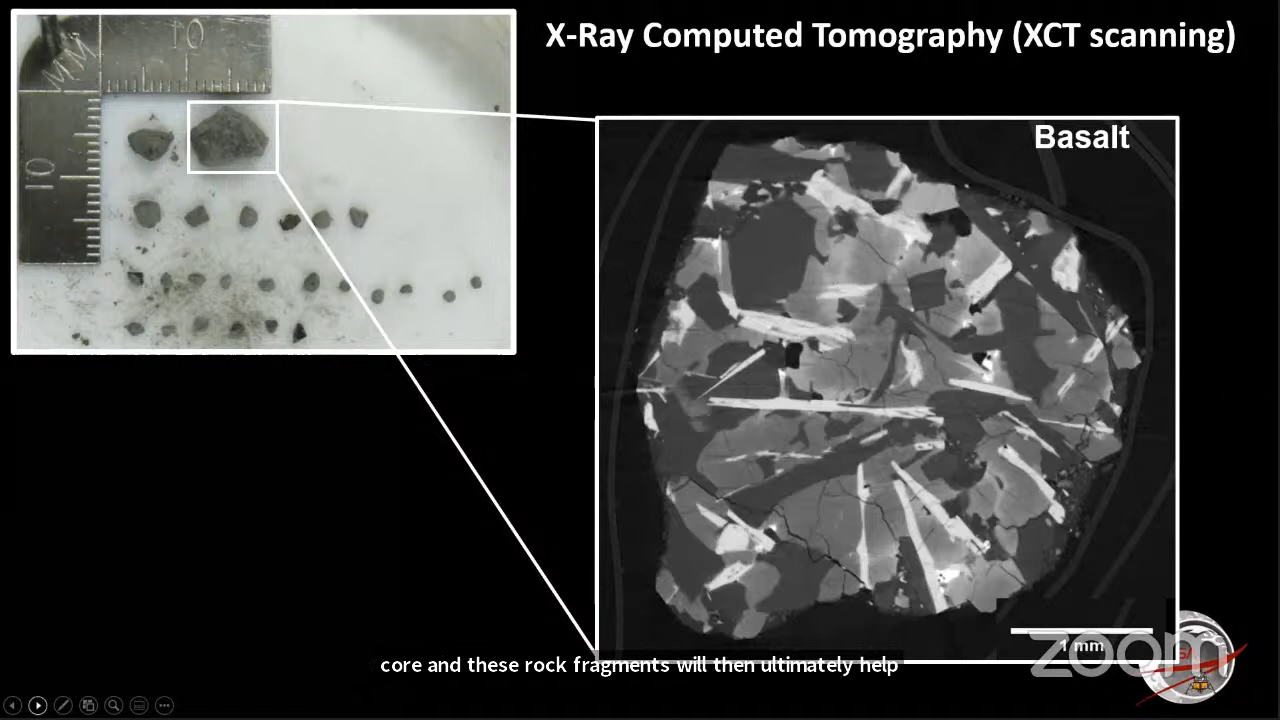 X-Ray Computed Tomography (XCT scanning)
MM
10
10
Basalt
1 mm
zoom
core and these rock fragments will then ultimately help